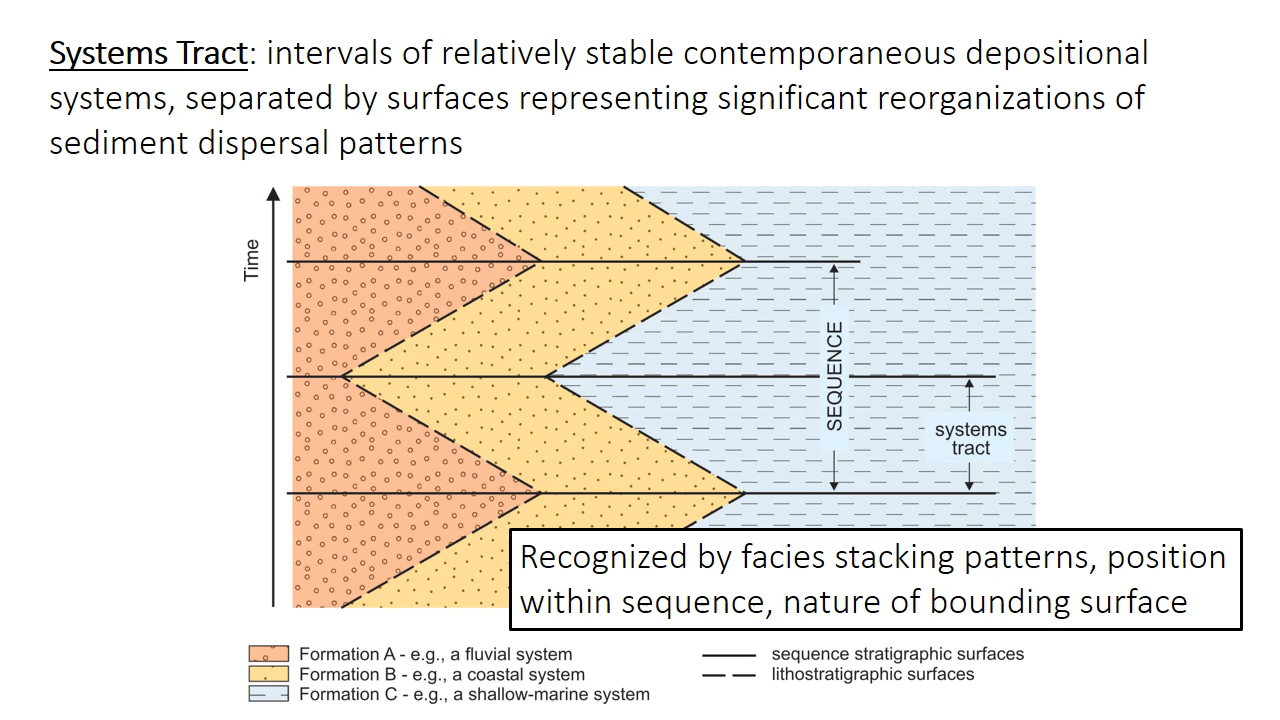 Systems Tract: intervals of relatively stable contemporaneous depositional
systems, separated by surfaces representing significant reorganizations of
sediment dispersal patterns
Time
SEQUENCE
systems
tract
Recognized by facies stacking patterns, position
within sequence, nature of bounding surface
Formation A - e.g., a fluvial system
Formation B - e.g., a coastal system
Formation C - e.g., a shallow-marine system
sequence stratigraphic surfaces
lithostratigraphic surfaces